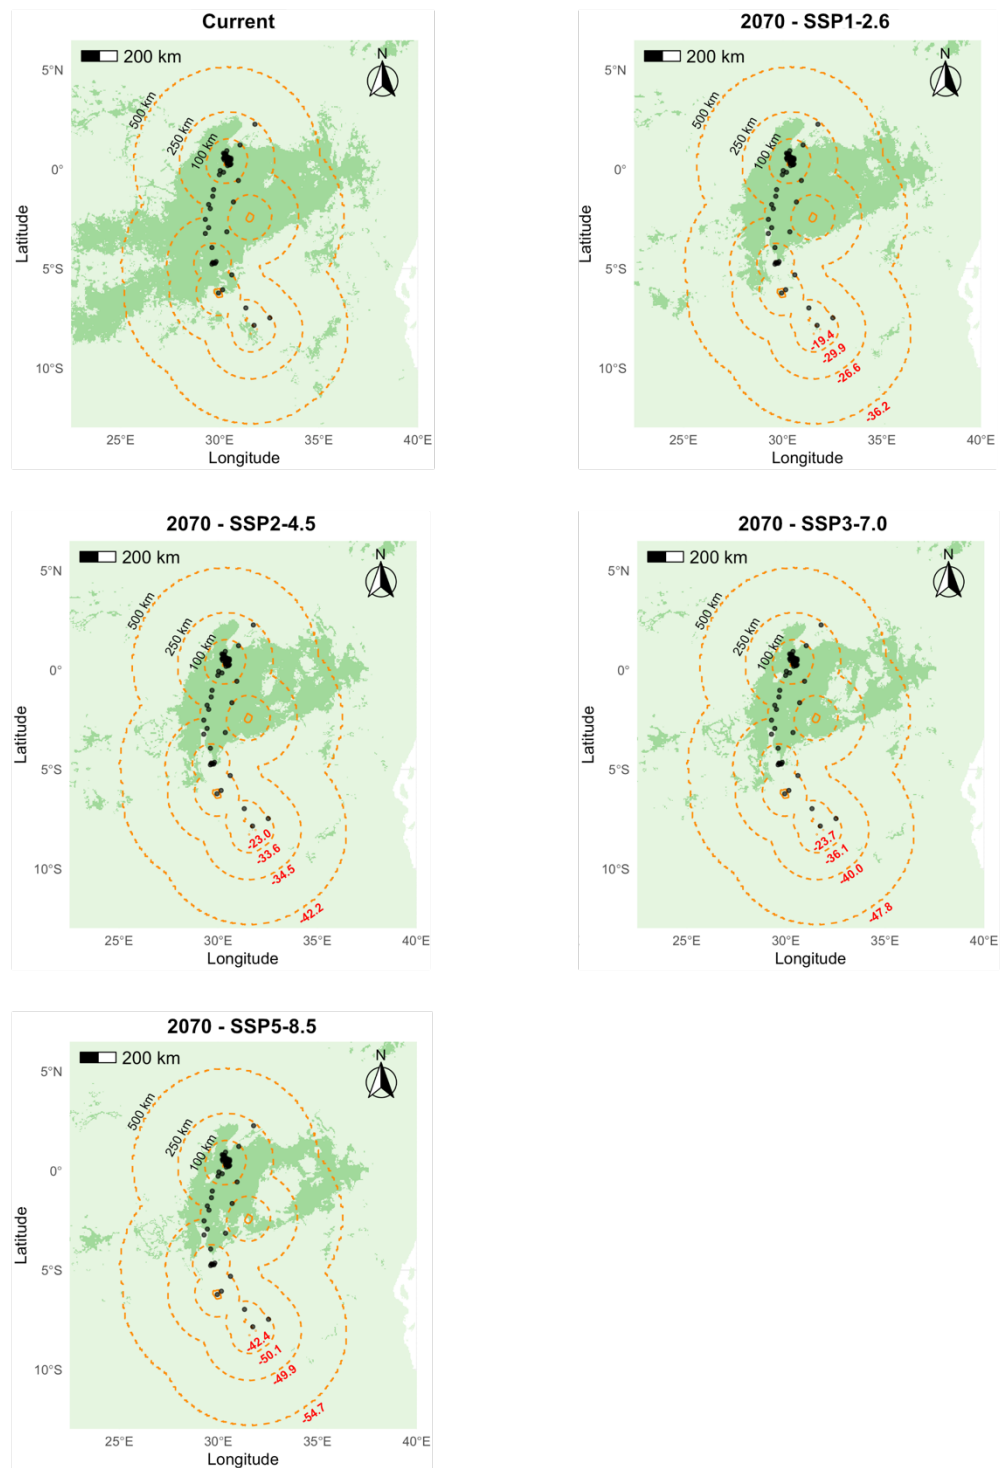 Current
200 km
N
5°N
0°
5°S
10°S
Latitude
500 km
250 km
100 km
25°E
30°E
35°E
40°E
Longitude
2070 - SSP1-2.6
200 km
N
5°N
0°
5°S
10°S
Latitude
500 km
250 km
100 km
-19.4
-29.9
-26.6
-36.2
25°E
30°E
35°E
40°E
Longitude
2070 - SSP2-4.5
200 km
N
5°N
0°
5°S
10°S
Latitude
500 km
250 km
100 km
-23.0
-33.6
-34.5
-42.2
25°E
30°E
35°E
40°E
Longitude
2070 - SSP3-7.0
200 km
N
5°N
0°
5°S
10°S
Latitude
500 km
250 km
100 km
-23.7
-36.1
-40.0
-47.8
25°E
30°E
35°E
40°E
Longitude
2070 - SSP5-8.5
200 km
N
5°N
0°
5°S
10°S
Latitude
500 km
250 km
100 km
-42.4
-50.1
-49.9
-54.7
25°E
30°E
35°E
40°E
Longitude